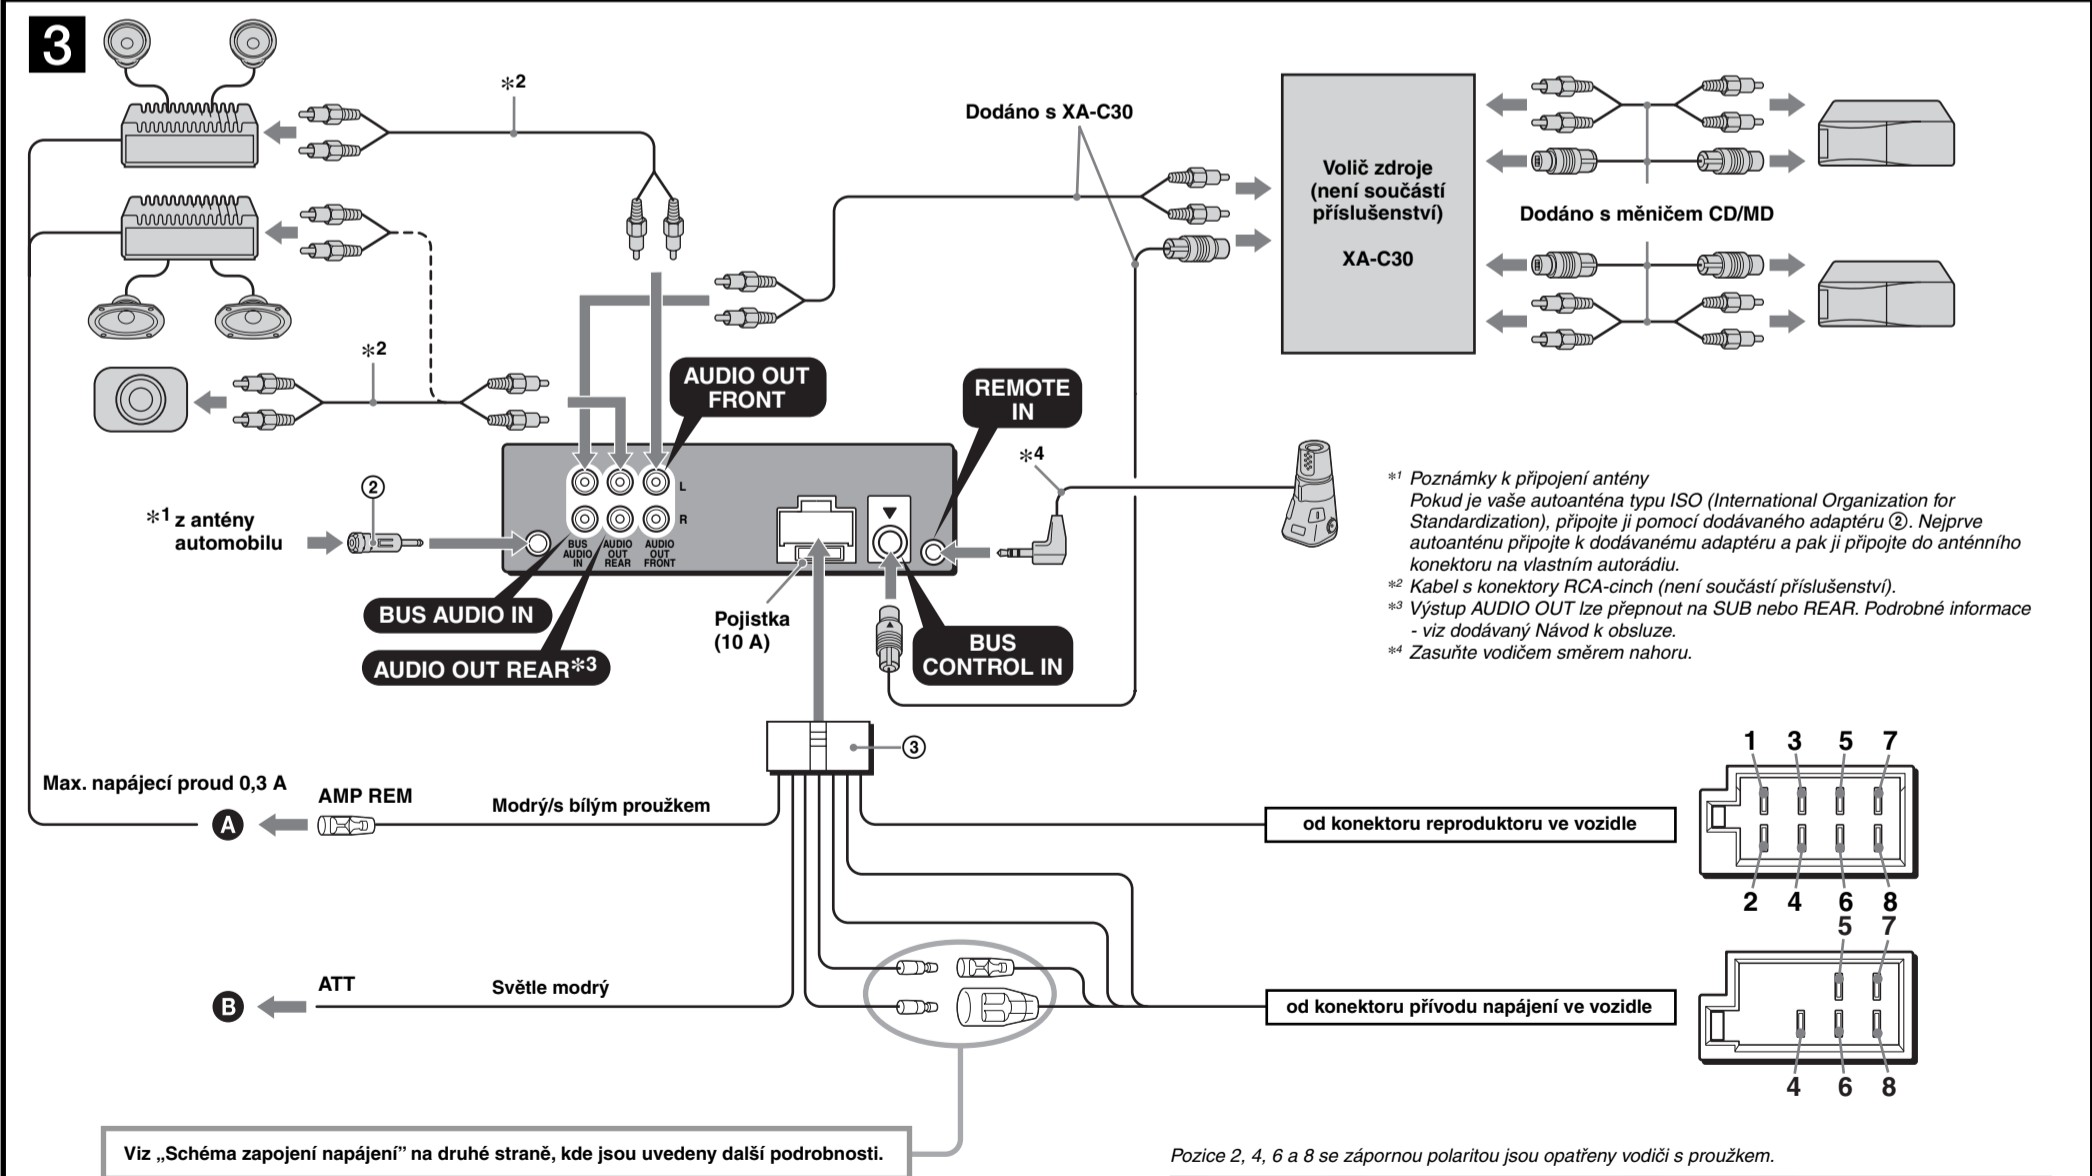 3
*2
Dodáno s XA-C30
Volič zdroje
(není součástí
příslušenství)
XA-C30
Dodáno s měničem CD/MD
*2
AUDIO OUT
FRONT
REMOTE
IN
*4
2
*1 z antény
automobilu
L
R
BUS
AUDIO
IN
AUDIO
OUT
REAR
AUDIO
OUT
FRONT
BUS AUDIO IN
AUDIO OUT REAR*3
Pojistka
(10 A)
BUS
CONTROL IN
*1 Poznámky k připojení antény
Pokud je vaše autoanténa typu ISO (International Organization for
Standardization), připojte ji pomocí dodávaného adaptéru ②. Nejprve
autoanténu připojte k dodávanému adaptéru a pak ji připojte do anténního
konektoru na vlastním autorádiu.
*2 Kabel s konektory RCA-cinch (není součástí příslušenství).
*3 Výstup AUDIO OUT lze přepnout na SUB nebo REAR. Podrobné informace
- viz dodávaný Návod k obsluze.
*4 Zasuňte vodičem směrem nahoru.
3
Max. napájecí proud 0,3 A
A
AMP REM
Modrý/s bílým proužkem
od konektoru reproduktoru ve vozidle
1 3 5 7
2 4 6 8
B
ATT
Světle modrý
od konektoru přívodu napájení ve vozidle
5 7
4 6 8
Viz „Schéma zapojení napájení” na druhé straně, kde jsou uvedeny další podrobnosti.
Pozice 2, 4, 6 a 8 se zápornou polaritou jsou opatřeny vodiči s proužkem.